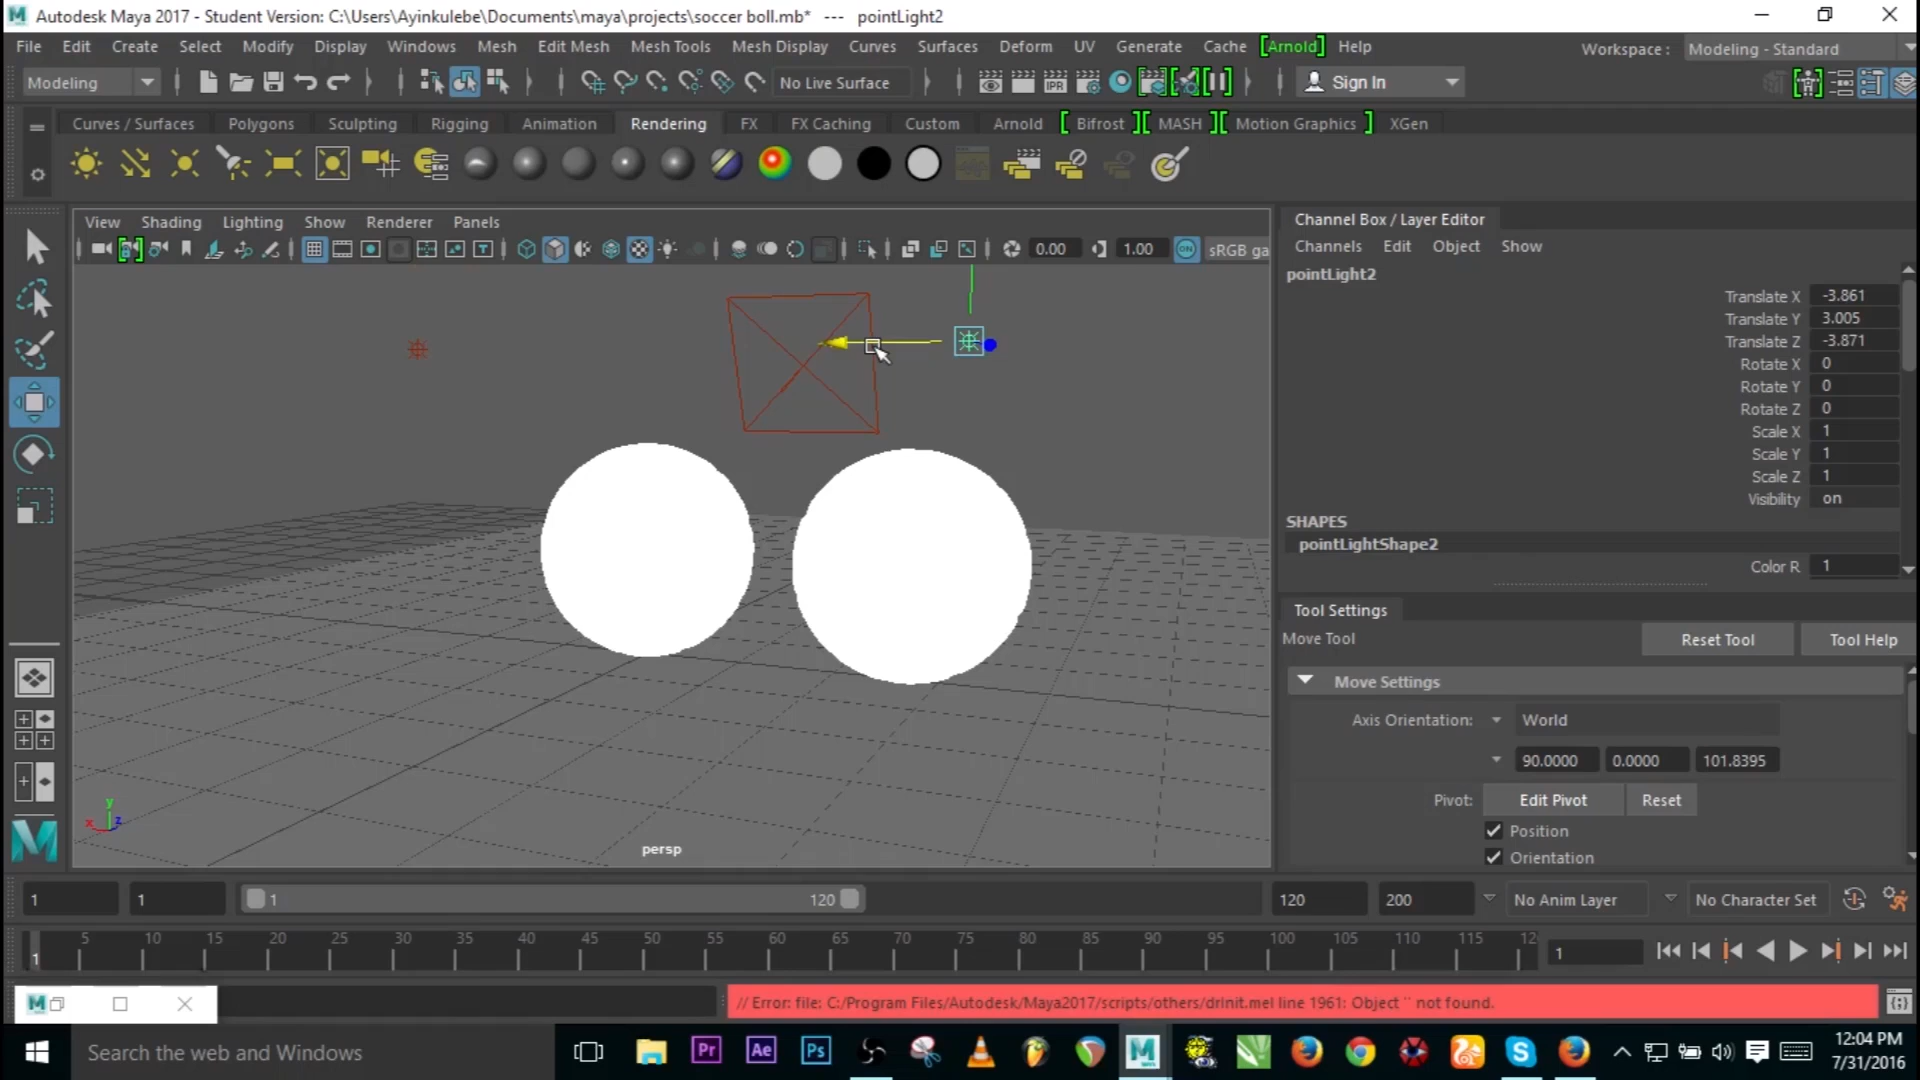 Autodesk Maya 2017 - Student Version: C:\Users\Ayinkulebe\Documents\maya\projects\soccer boll.mb* --- pointLight2
File Edit Create Select Modify Display Windows Mesh Edit Mesh Mesh Tools Mesh Display Curves Surfaces Deform UV Generate Cache [Arnold] Help
Workspace : Modeling - Standard
Modeling No Live Surface IPR Sign In
Curves / Surfaces Polygons Sculpting Rigging Animation Rendering FX FX Caching Custom Arnold [ Bifrost ][ MASH ][ Motion Graphics ] XGen
View Shading Lighting Show Renderer Panels
0.00 1.00 ON sRGB ga
Channel Box / Layer Editor
Channels Edit Object Show
pointLight2
Translate X -3.861
Translate Y 3.005
Translate Z -3.871
Rotate X 0
Rotate Y 0
Rotate Z 0
Scale X 1
Scale Y 1
Scale Z 1
Visibility on
SHAPES
pointLightShape2
Color R 1
Tool Settings
Move Tool Reset Tool Tool Help
Move Settings
Axis Orientation: World
90.0000 0.0000 101.8395
Pivot: Edit Pivot Reset
Position
Orientation
y
x z
persp
1 1 1 120 120 200 No Anim Layer No Character Set
5 10 15 20 25 30 35 40 45 50 55 60 65 70 75 80 85 90 95 100 105 110 115 12
1 1
// Error: file: C:/Program Files/Autodesk/Maya2017/scripts/others/drinit.mel line 1961: Object '' not found.
Search the web and Windows Pr Ae Ps 12:04 PM
7/31/2016